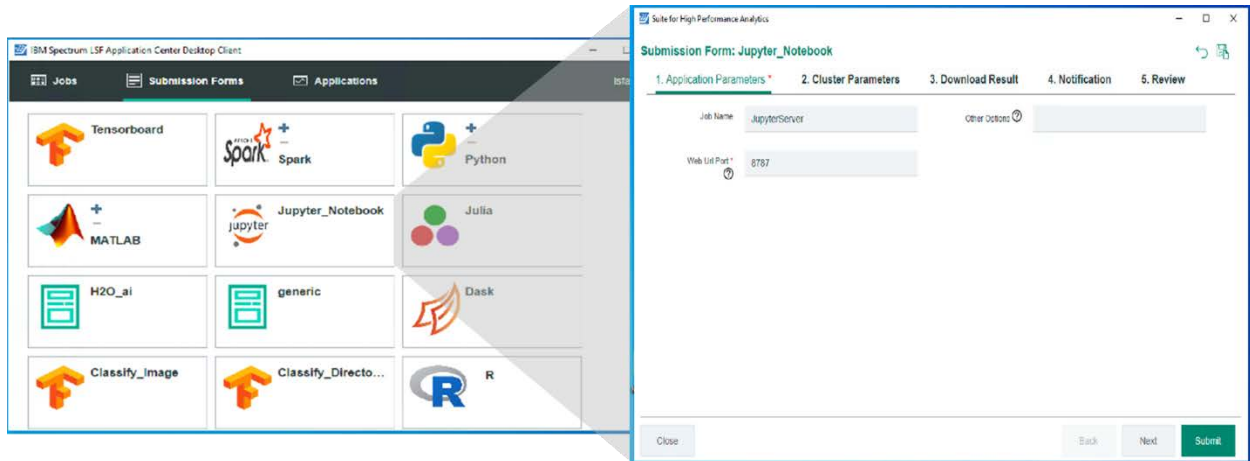 IBM Spectrum LSF Application Center Desktop Client
Jobs
Submission Forms
Applications
Tensorboard
Spark
Spark
Python
MATLAB
jupyter
Jupyter_Notebook
Julia
H2O_ai
generic
Dask
Classify_Image
Classify_Directo...
R
R
Suite for High Performance Analytics
Submission Form: Jupyter_Notebook
1. Application Parameters *
2. Cluster Parameters
3. Download Result
4. Notification
5. Review
Job Name
JupyterServer
Other Options ?
Web Url Port *
?
8787
Close
Back
Next
Submit